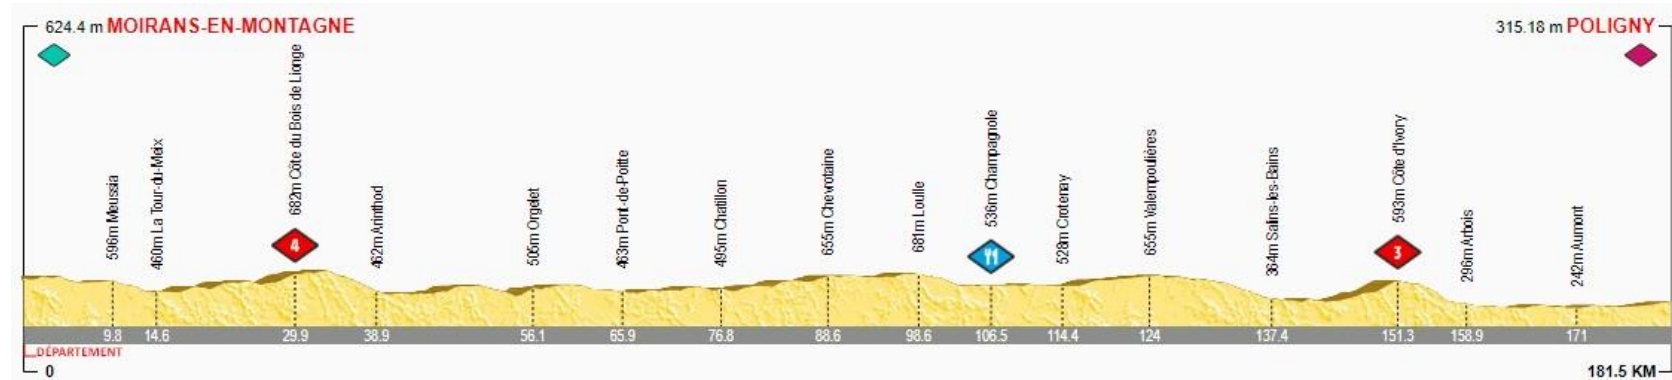 624.4 m MOIRANS-EN-MONTAGNE
315.18 m POLIGNY
596m Meussia
460m La Tour-du-Meix
682m Côte du Bois de Lionge
462m Arinthod
505m Orgelet
463m Pont-de-Poitte
495m Chatillon
655m Chevrotaine
681m Loulle
536m Champagnole
528m Crotenay
655m Valempoulières
364m Salins-les-Bains
593m Côte d'Ivory
296m Arbois
242m Aumont
4
3
9.8 14.6 29.9 38.9 56.1 65.9 76.8 88.6 98.6 106.5 114.4 124 137.4 151.3 158.9 171
DÉPARTEMENT
0
181.5 KM